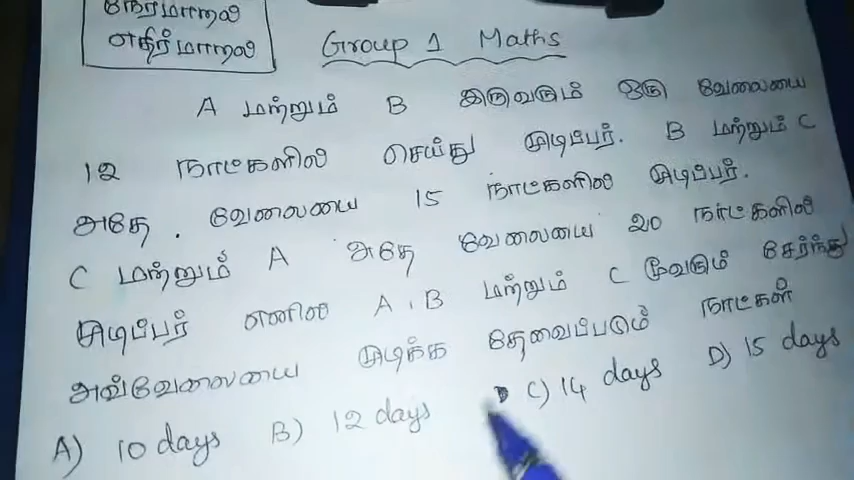 நேர்மாறல்
எதிர்மாறல்
Group 1 Maths
A மற்றும் B இருவரும் ஒரு வேலையை
12 நாட்களில் செய்து முடிப்பர். B மற்றும் C
அதே வேலையை 15 நாட்களில் முடிப்பர்.
C மற்றும் A அதே வேலையை 20 நாட்களில்
முடிப்பர் எனில் A, B மற்றும் C மூவரும் சேர்ந்து
அவ்வேலையை முடிக்க தேவைப்படும் நாட்கள்
A) 10 days B) 12 days C) 14 days D) 15 days